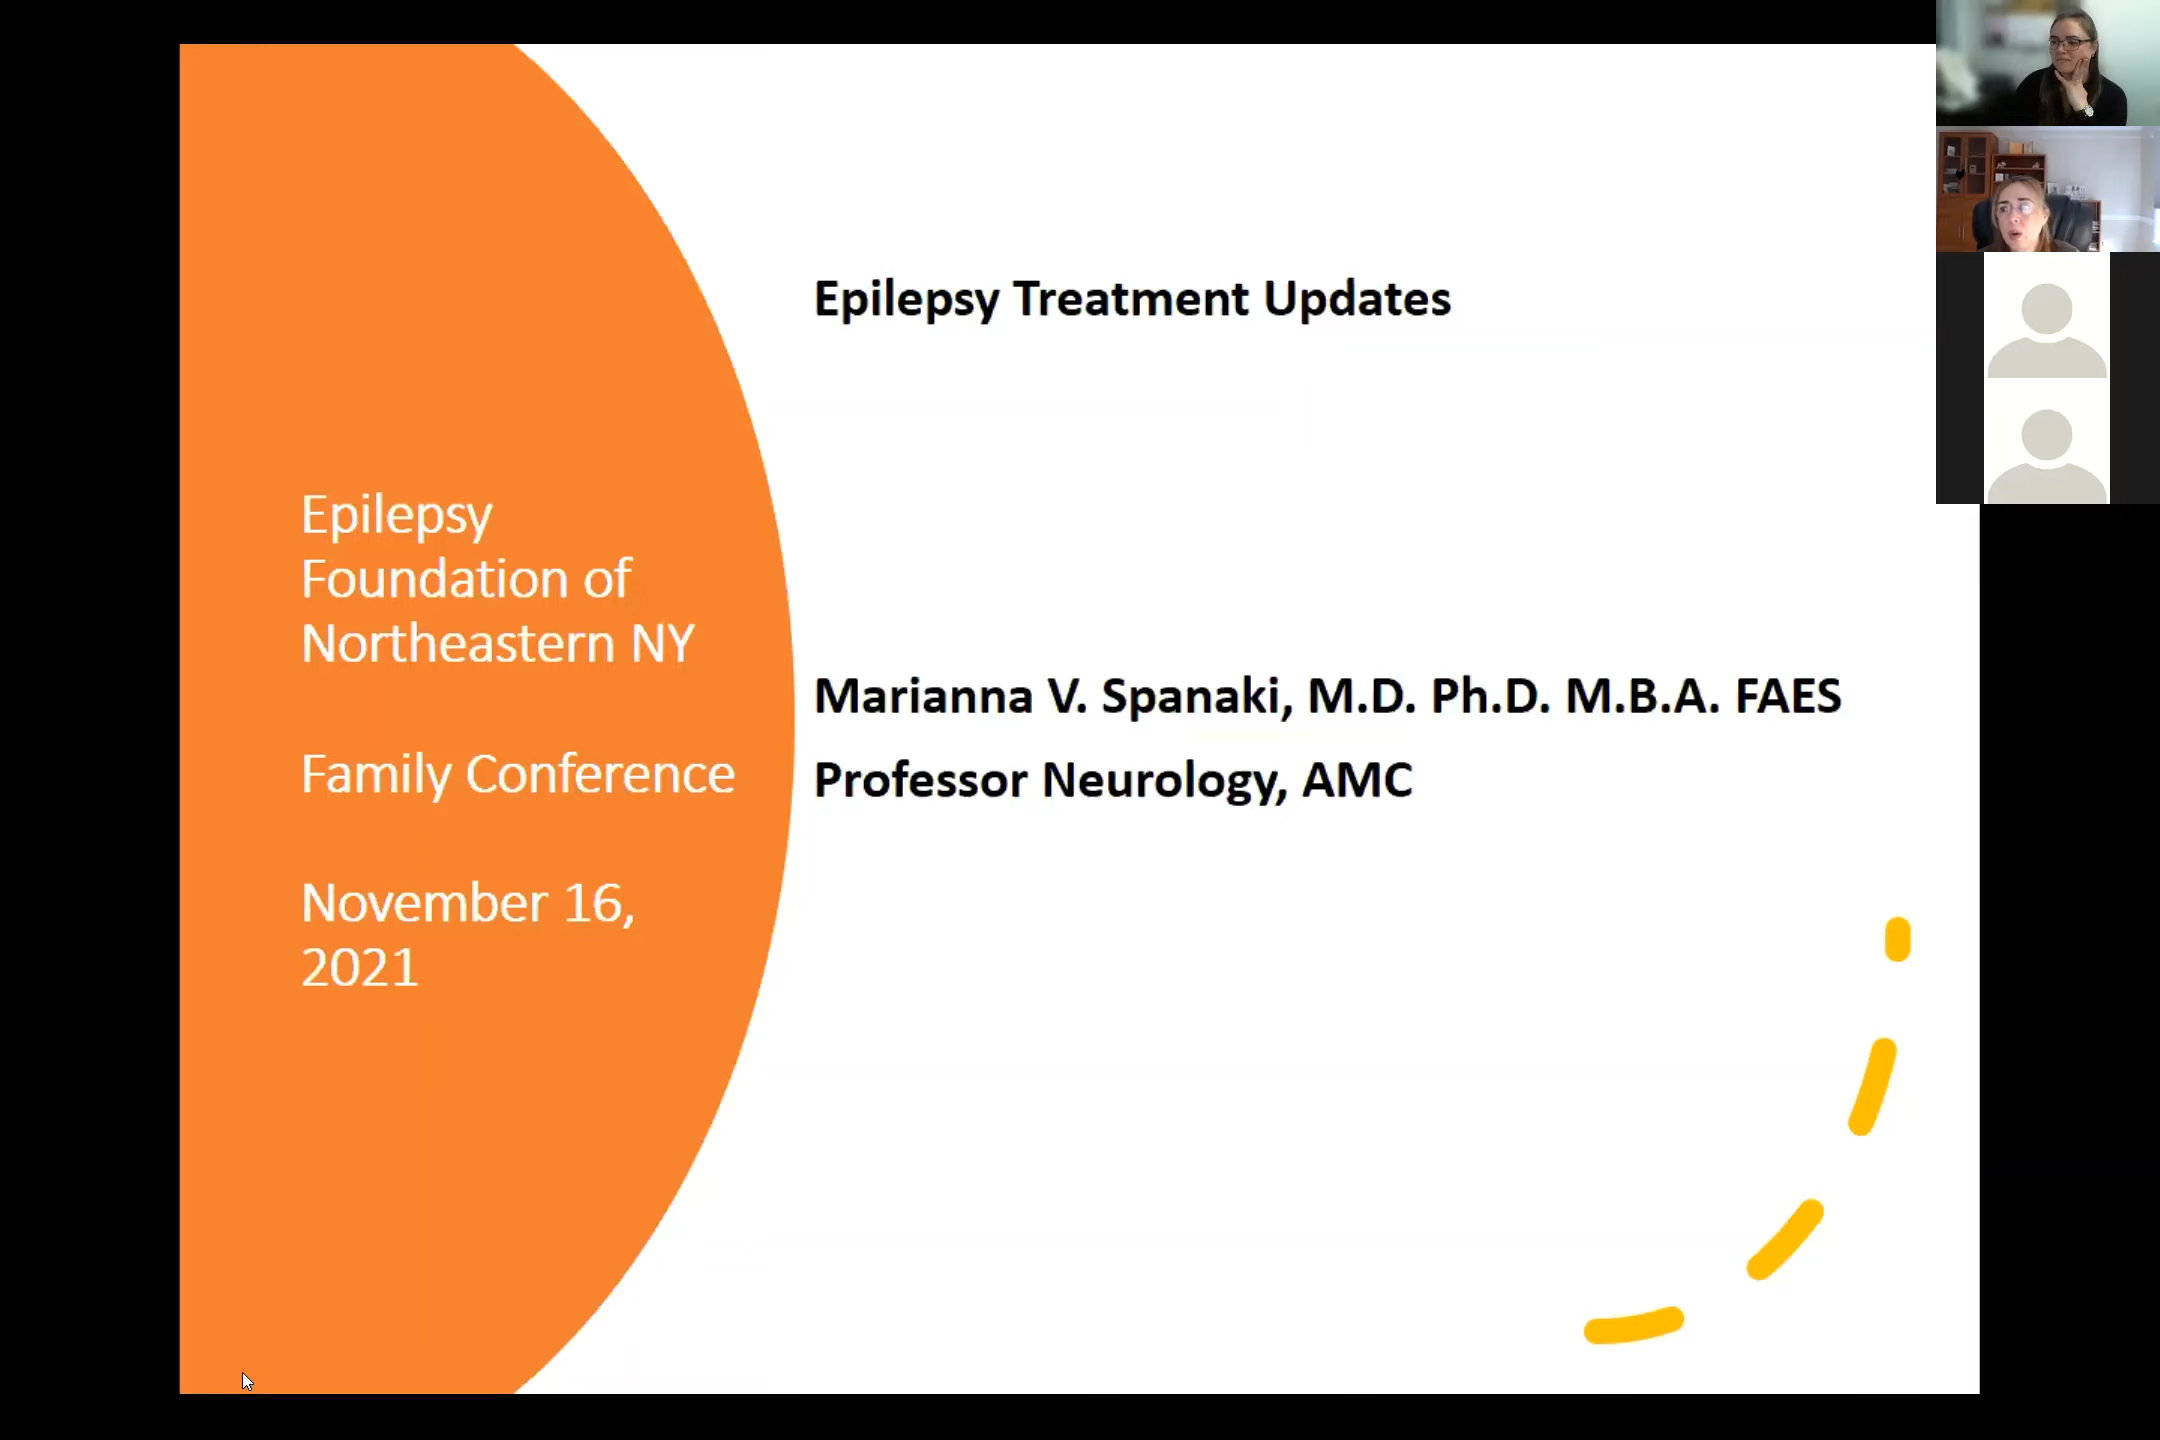 Epilepsy
Foundation of
Northeastern NY
Family Conference
November 16,
2021
Epilepsy Treatment Updates
Marianna V. Spanaki, M.D. Ph.D. M.B.A. FAES
Professor Neurology, AMC